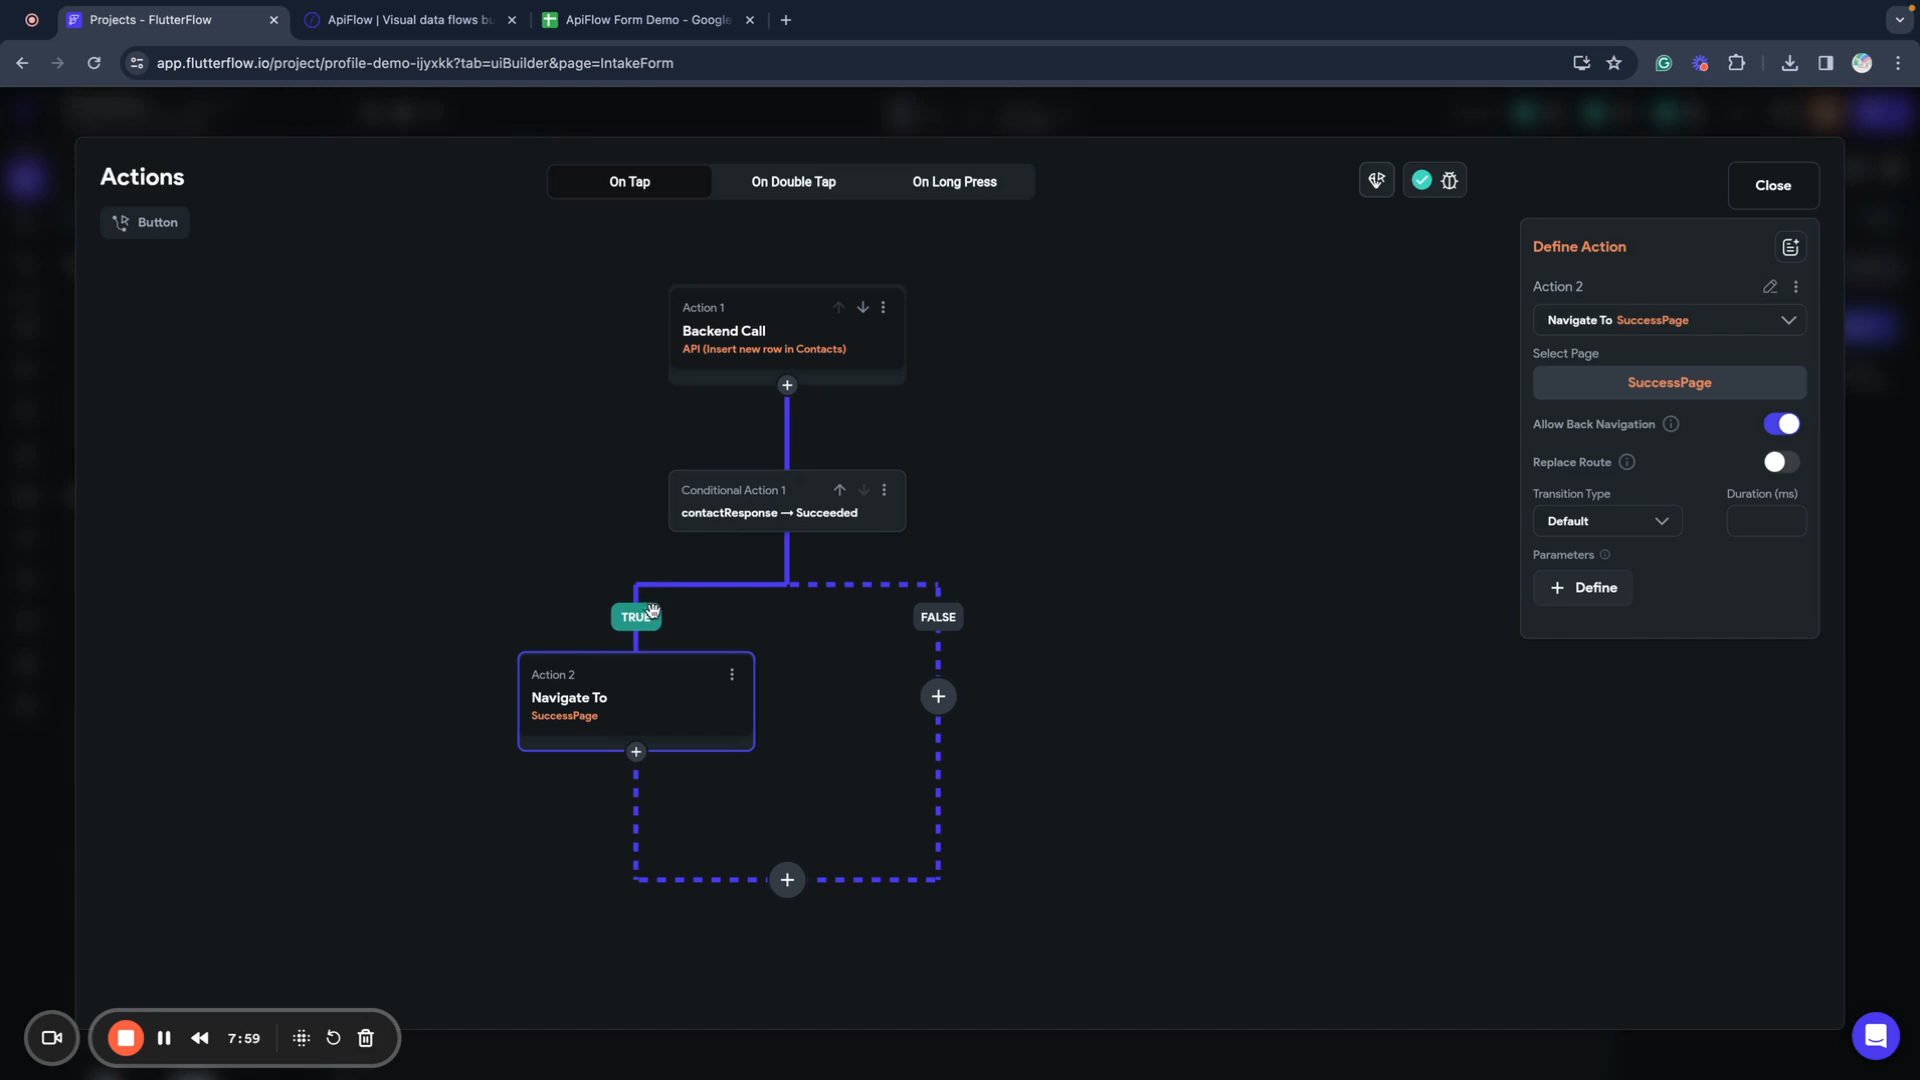 Projects - FlutterFlow
ApiFlow | Visual data flows bu
ApiFlow Form Demo - Google
app.flutterflow.io/project/profile-demo-ijyxkk?tab=uiBuilder&page=IntakeForm
Actions
On Tap
On Double Tap
On Long Press
Close
Button
Define Action
Action 1
Backend Call
API (Insert new row in Contacts)
Action 2
Navigate To SuccessPage
Select Page
SuccessPage
Allow Back Navigation
Replace Route
Transition Type
Duration (ms)
Default
Parameters
Define
Conditional Action 1
contactResponse → Succeeded
TRUE
FALSE
Action 2
Navigate To
SuccessPage
7:59